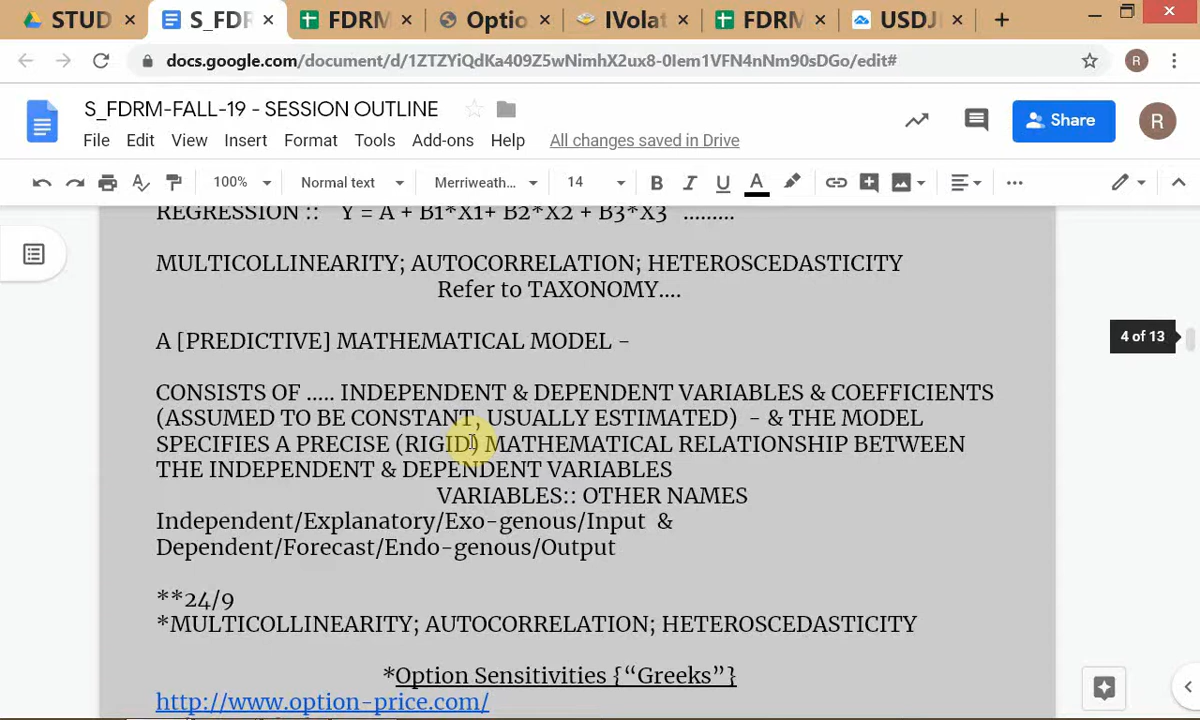 STUD
S_FDR
FDRM
Optio
IVolat
FDRM
USDJ
docs.google.com/document/d/1ZTZYiQdKa409Z5wNimhX2ux8-0Iem1VFN4nNm90sDGo/edit#
R
S_FDRM-FALL-19 - SESSION OUTLINE
Share
R
File Edit View Insert Format Tools Add-ons Help All changes saved in Drive
100% Normal text Merriweath... 14 B I U A
REGRESSION :: Y = A + B1*X1+ B2*X2 + B3*X3 .........
MULTICOLLINEARITY; AUTOCORRELATION; HETEROSCEDASTICITY
Refer to TAXONOMY....
A [PREDICTIVE] MATHEMATICAL MODEL -
4 of 13
CONSISTS OF ..... INDEPENDENT & DEPENDENT VARIABLES & COEFFICIENTS
(ASSUMED TO BE CONSTANT, USUALLY ESTIMATED) - & THE MODEL
SPECIFIES A PRECISE (RIGID) MATHEMATICAL RELATIONSHIP BETWEEN
THE INDEPENDENT & DEPENDENT VARIABLES
VARIABLES:: OTHER NAMES
Independent/Explanatory/Exo-genous/Input &
Dependent/Forecast/Endo-genous/Output
**24/9
*MULTICOLLINEARITY; AUTOCORRELATION; HETEROSCEDASTICITY
*Option Sensitivities {“Greeks”}
http://www.option-price.com/